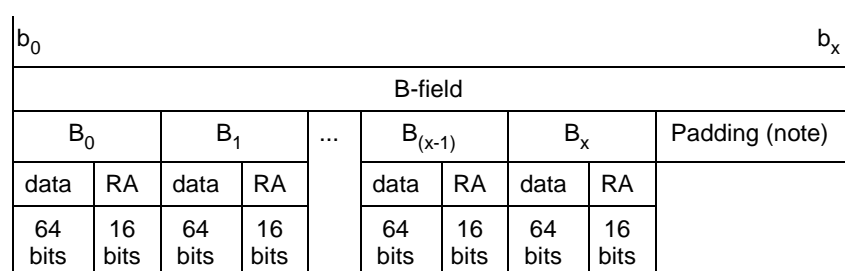 b0 bx
B-field
B0 B1 ... B(x-1) Bx Padding (note)
data RA data RA data RA data RA
64 16 64 16 64 16 64 16
bits bits bits bits bits bits bits bits